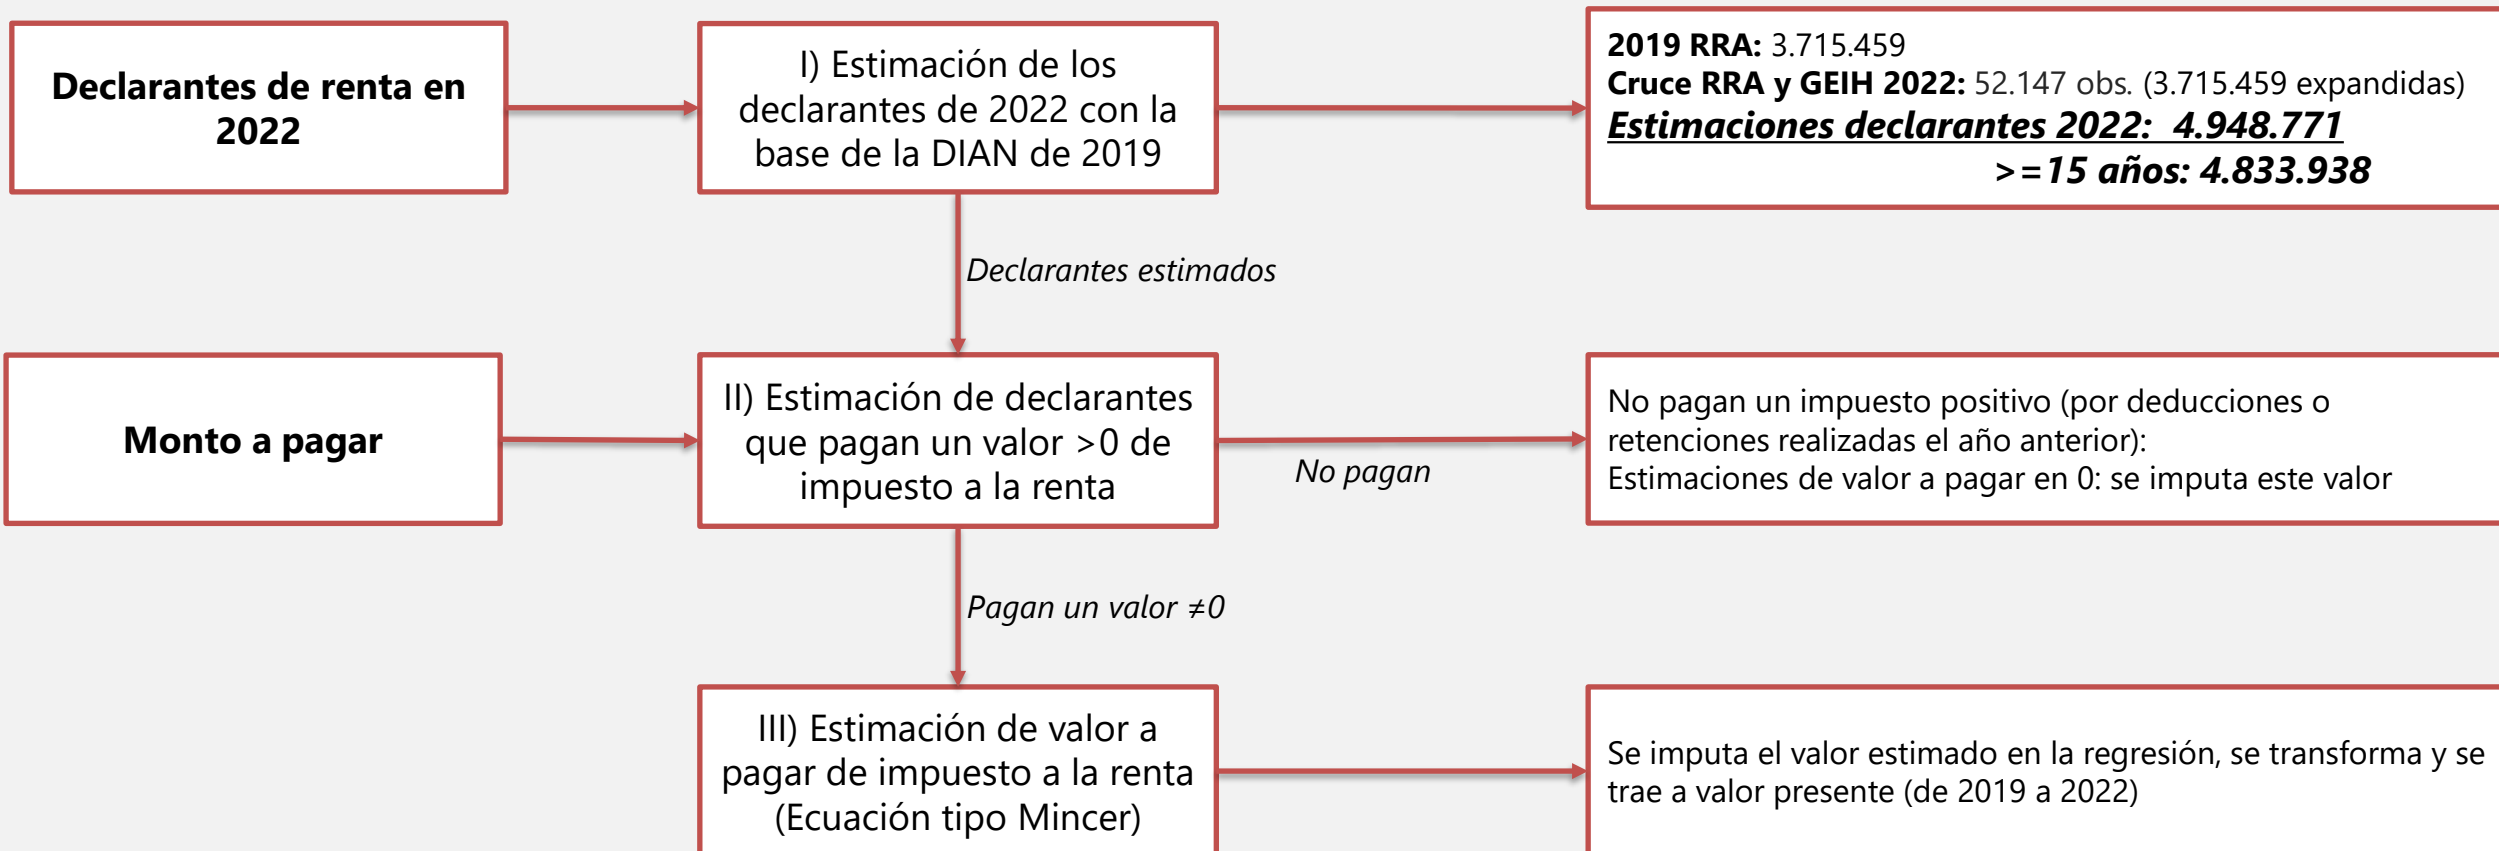 Declarantes de renta en
2022
I) Estimación de los
declarantes de 2022 con la
base de la DIAN de 2019
2019 RRA: 3.715.459
Cruce RRA y GEIH 2022: 52.147 obs. (3.715.459 expandidas)
Estimaciones declarantes 2022: 4.948.771
>=15 años: 4.833.938
Declarantes estimados
Monto a pagar
II) Estimación de declarantes
que pagan un valor >0 de
impuesto a la renta
No pagan
No pagan un impuesto positivo (por deducciones o
retenciones realizadas el año anterior):
Estimaciones de valor a pagar en 0: se imputa este valor
Pagan un valor ≠0
III) Estimación de valor a
pagar de impuesto a la renta
(Ecuación tipo Mincer)
Se imputa el valor estimado en la regresión, se transforma y se
trae a valor presente (de 2019 a 2022)